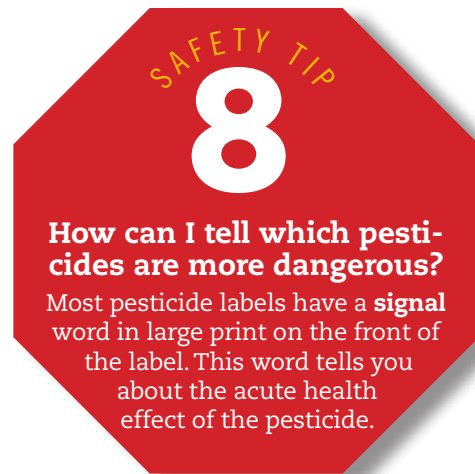 SAFETY TIP
8
How can I tell which pesti-
cides are more dangerous?
Most pesticide labels have a signal
word in large print on the front of
the label. This word tells you
about the acute health
effect of the pesticide.